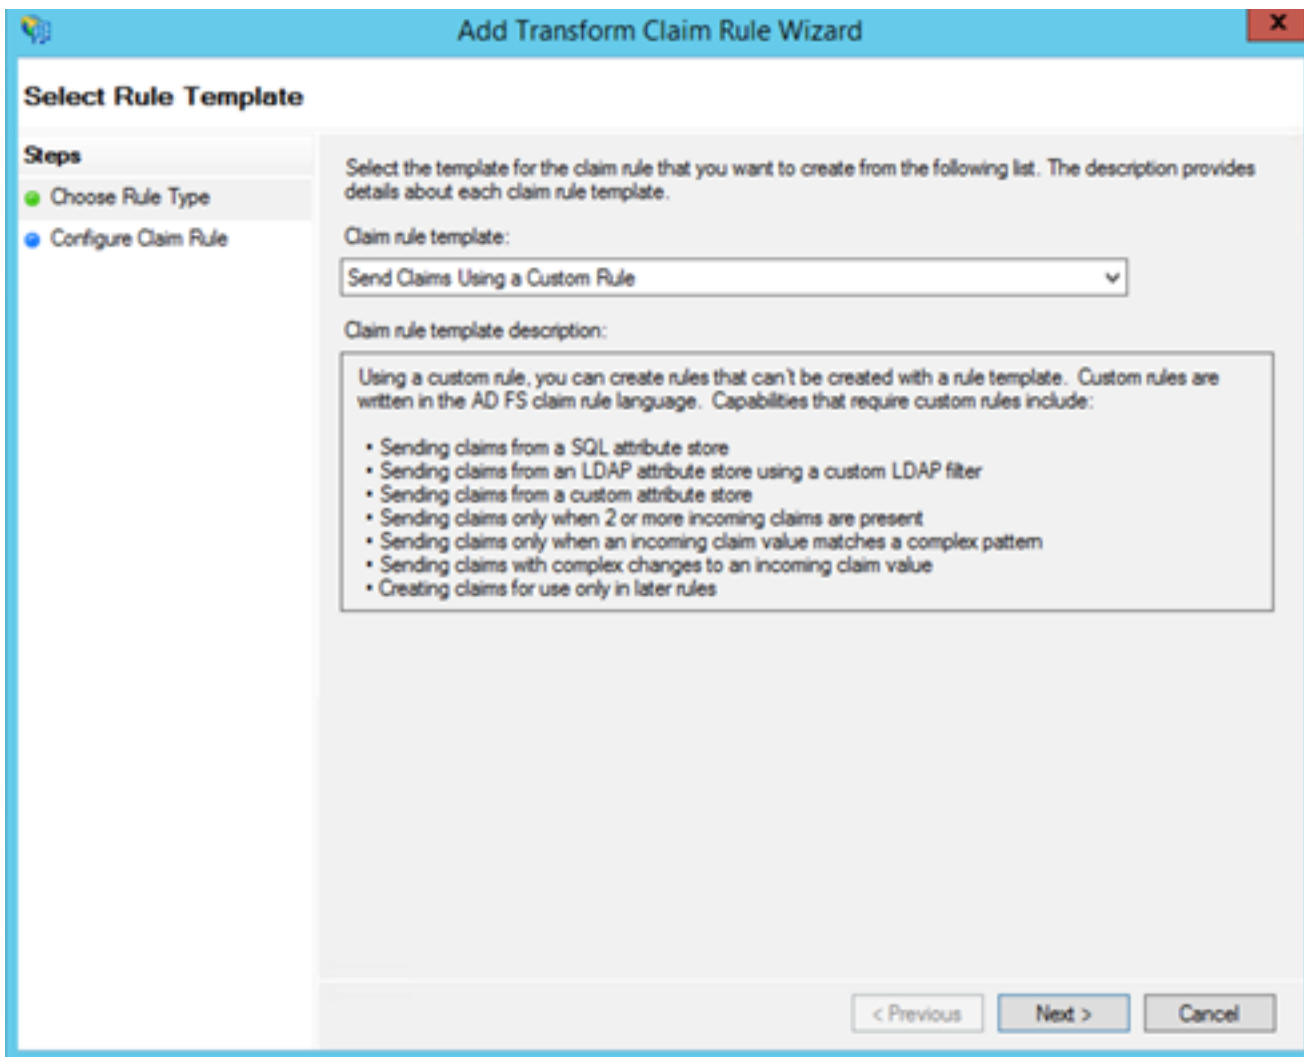 Add Transform Claim Rule Wizard
x
Select Rule Template
Steps
Choose Rule Type
Configure Claim Rule
Select the template for the claim rule that you want to create from the following list. The description provides
details about each claim rule template.
Claim rule template:
Send Claims Using a Custom Rule
Claim rule template description:
Using a custom rule, you can create rules that can't be created with a rule template. Custom rules are
written in the AD FS claim rule language. Capabilities that require custom rules include:
• Sending claims from a SQL attribute store
• Sending claims from an LDAP attribute store using a custom LDAP filter
• Sending claims from a custom attribute store
• Sending claims only when 2 or more incoming claims are present
• Sending claims only when an incoming claim value matches a complex pattern
• Sending claims with complex changes to an incoming claim value
• Creating claims for use only in later rules
< Previous
Next >
Cancel